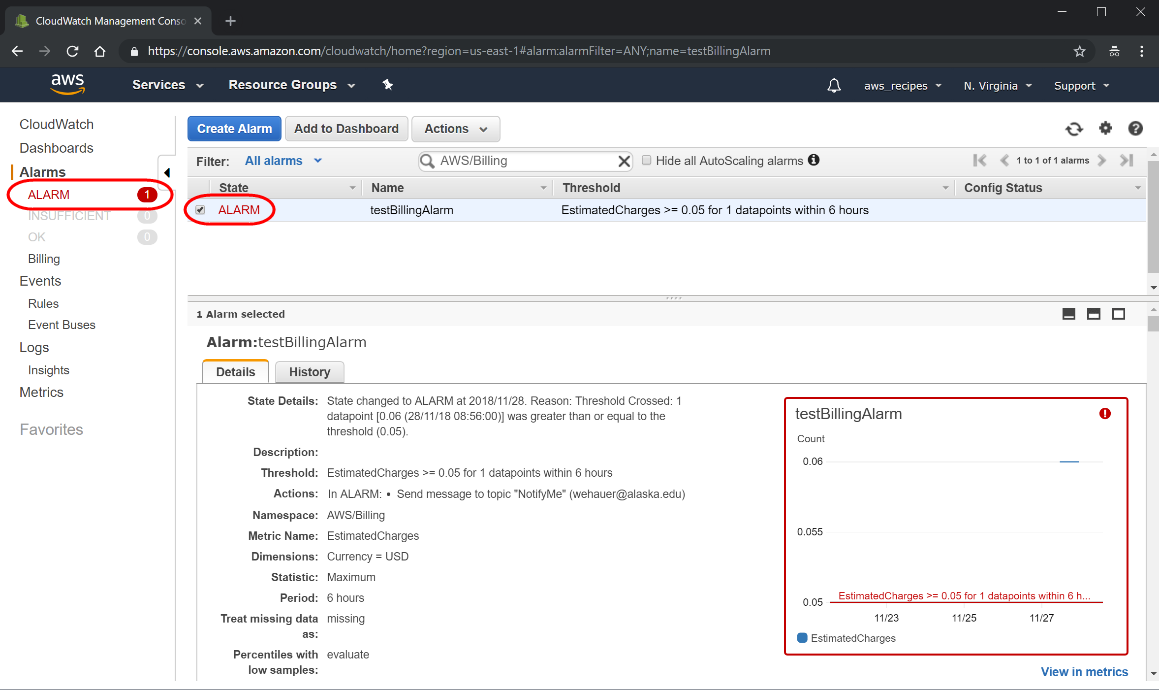 CloudWatch Management Conso
https://console.aws.amazon.com/cloudwatch/home?region=us-east-1#alarm:alarmFilter=ANY;name=testBillingAlarm
aws Services Resource Groups aws_recipes N. Virginia Support
CloudWatch
Dashboards
Alarms
ALARM 1
INSUFFICIENT 0
OK 0
Billing
Events
Rules
Event Buses
Logs
Insights
Metrics
Favorites
Create Alarm Add to Dashboard Actions
Filter: All alarms AWS/Billing Hide all AutoScaling alarms 1 to 1 of 1 alarms
State Name Threshold Config Status
ALARM testBillingAlarm EstimatedCharges >= 0.05 for 1 datapoints within 6 hours
1 Alarm selected
Alarm:testBillingAlarm
Details History
State Details: State changed to ALARM at 2018/11/28. Reason: Threshold Crossed: 1
datapoint [0.06 (28/11/18 08:56:00)] was greater than or equal to the
threshold (0.05).
Description:
Threshold: EstimatedCharges >= 0.05 for 1 datapoints within 6 hours
Actions: In ALARM: • Send message to topic "NotifyMe" (wehauer@alaska.edu)
Namespace: AWS/Billing
Metric Name: EstimatedCharges
Dimensions: Currency = USD
Statistic: Maximum
Period: 6 hours
Treat missing data missing
as:
Percentiles with evaluate
low samples:
testBillingAlarm
Count
0.06
0.055
0.05
EstimatedCharges >= 0.05 for 1 datapoints within 6 h...
11/23 11/25 11/27
EstimatedCharges
View in metrics